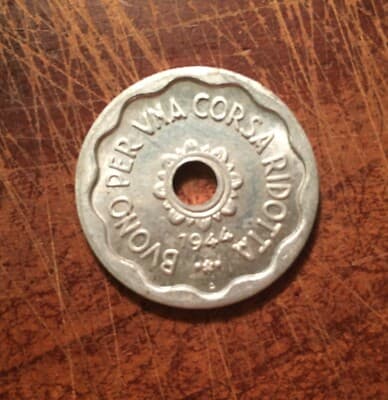 BVONO PER VNA CORSA RIDOTTA
1944